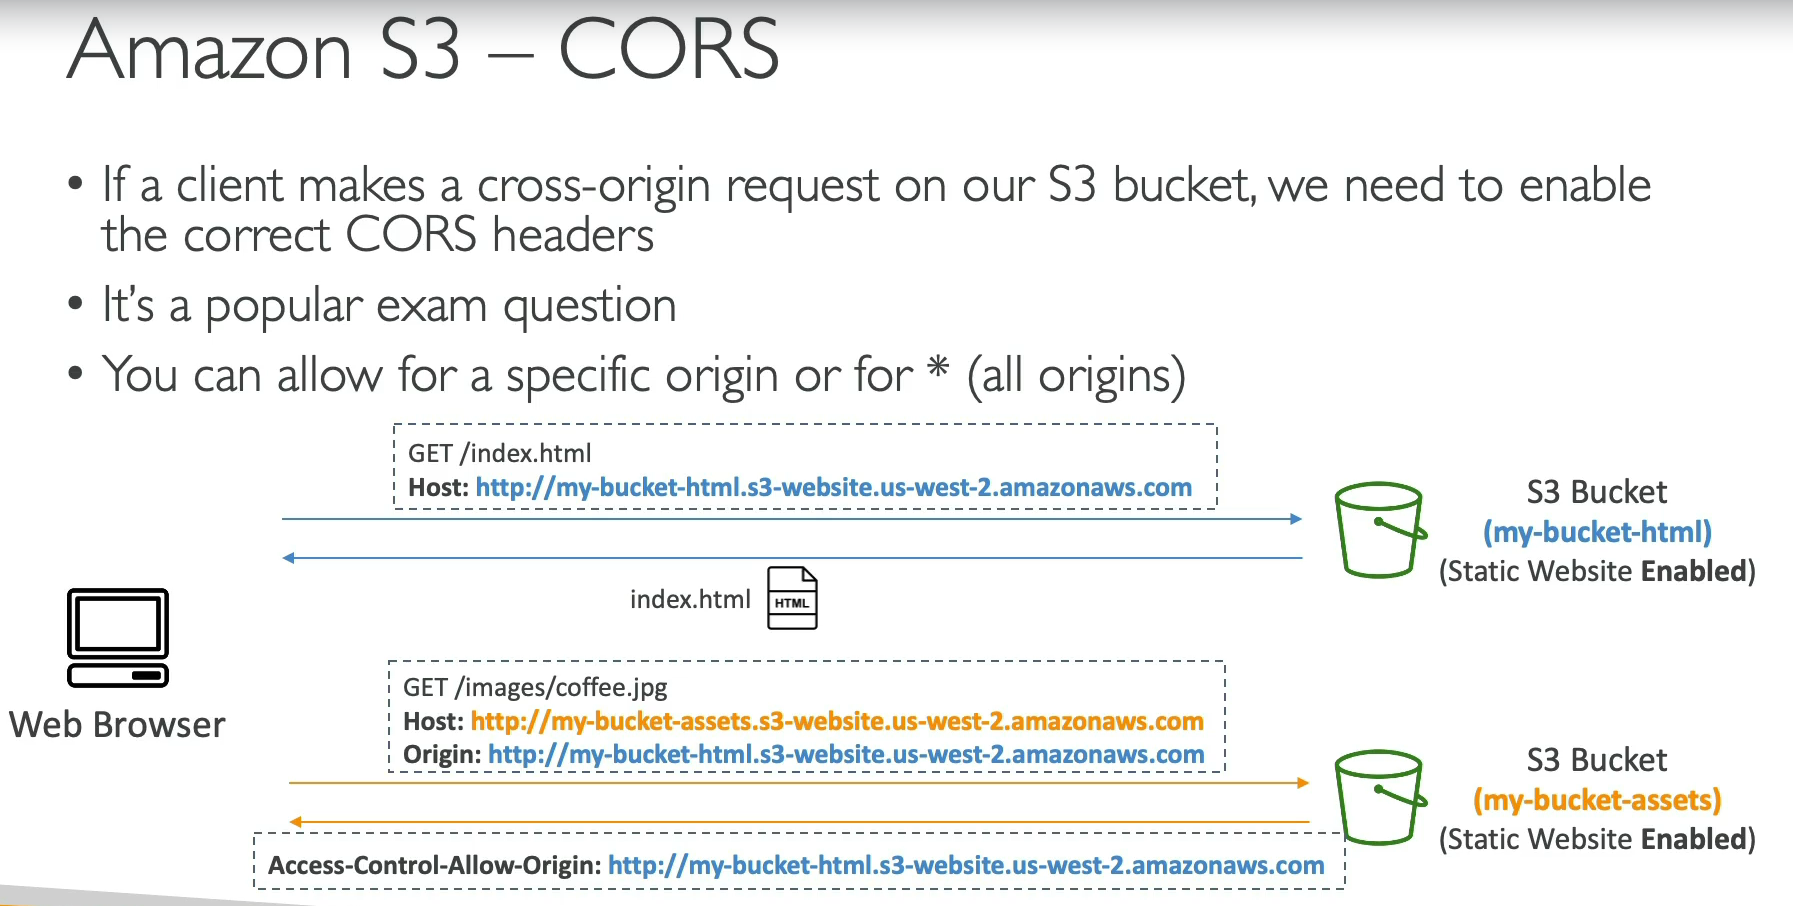 Amazon S3 – CORS
• If a client makes a cross-origin request on our S3 bucket, we need to enable
the correct CORS headers
• It's a popular exam question
• You can allow for a specific origin or for * (all origins)
GET /index.html
Host: http://my-bucket-html.s3-website.us-west-2.amazonaws.com
S3 Bucket
(my-bucket-html)
(Static Website Enabled)
index.html
HTML
Web Browser
GET /images/coffee.jpg
Host: http://my-bucket-assets.s3-website.us-west-2.amazonaws.com
Origin: http://my-bucket-html.s3-website.us-west-2.amazonaws.com
S3 Bucket
(my-bucket-assets)
(Static Website Enabled)
Access-Control-Allow-Origin: http://my-bucket-html.s3-website.us-west-2.amazonaws.com